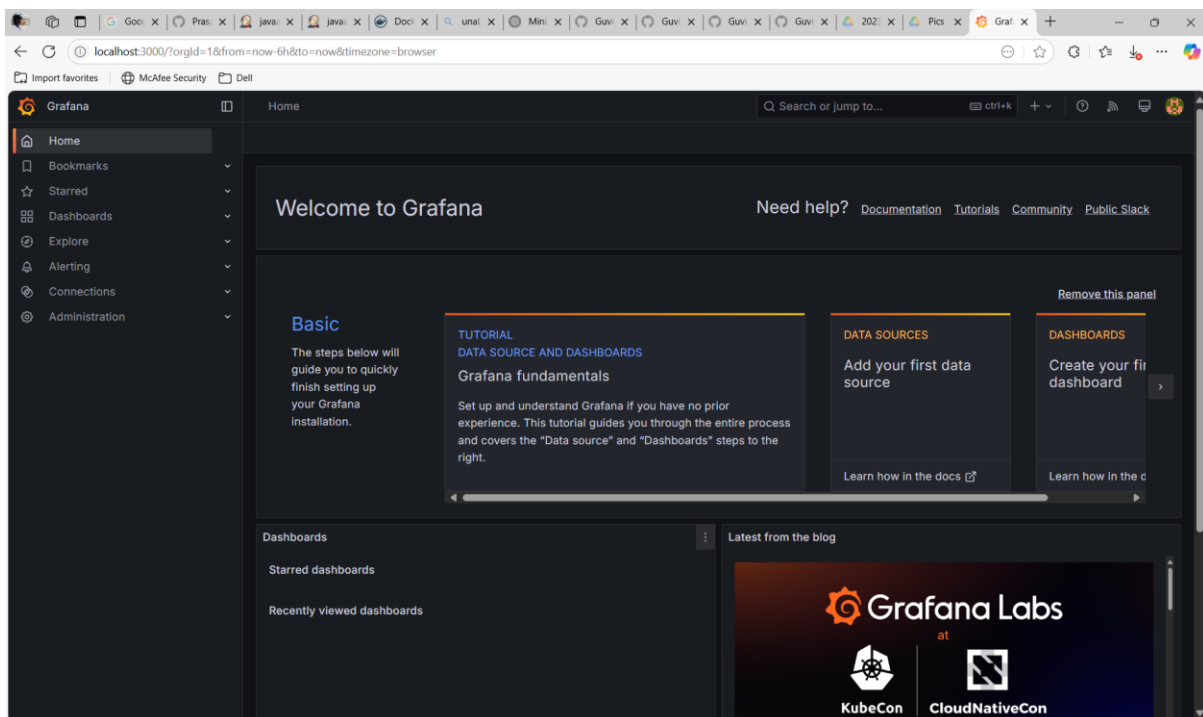 Goo
Pras
java
java
Doc
unal
Mini
Guvi
Guvi
Guvi
Guvi
202
Pics
Graf
localhost:3000/?orgId=1&from=now-6h&to=now&timezone=browser
Import favorites
McAfee Security
Dell
Grafana
Home
Search or jump to...
ctrl+k
Home
Bookmarks
Starred
Dashboards
Explore
Alerting
Connections
Administration
Welcome to Grafana
Need help?
Documentation
Tutorials
Community
Public Slack
Remove this panel
Basic
The steps below will
guide you to quickly
finish setting up
your Grafana
installation.
TUTORIAL
DATA SOURCE AND DASHBOARDS
Grafana fundamentals
Set up and understand Grafana if you have no prior
experience. This tutorial guides you through the entire process
and covers the “Data source” and “Dashboards” steps to the
right.
DATA SOURCES
Add your first data
source
Learn how in the docs
DASHBOARDS
Create your fir
dashboard
Learn how in the d
Dashboards
Starred dashboards
Recently viewed dashboards
Latest from the blog
Grafana Labs
at
KubeCon
CloudNativeCon